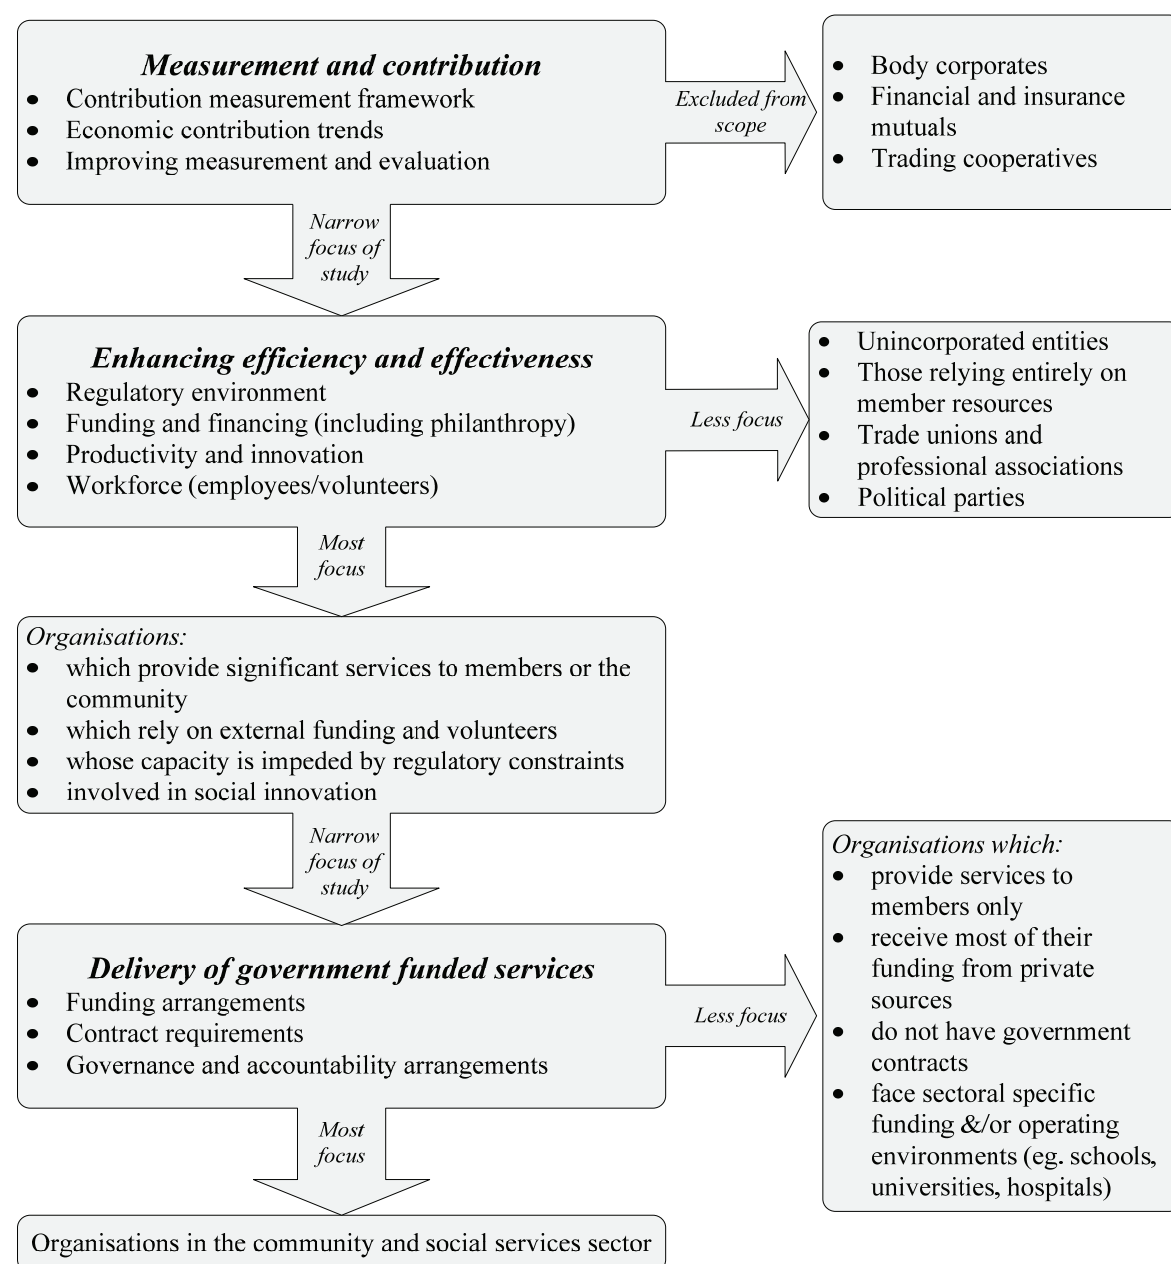 Measurement and contribution
• Contribution measurement framework
• Economic contribution trends
• Improving measurement and evaluation
Excluded from
scope
• Body corporates
• Financial and insurance
mutuals
• Trading cooperatives
Narrow
focus of
study
Enhancing efficiency and effectiveness
• Regulatory environment
• Funding and financing (including philanthropy)
• Productivity and innovation
• Workforce (employees/volunteers)
Less focus
• Unincorporated entities
• Those relying entirely on
member resources
• Trade unions and
professional associations
• Political parties
Most
focus
Organisations:
• which provide significant services to members or the
community
• which rely on external funding and volunteers
• whose capacity is impeded by regulatory constraints
• involved in social innovation
Narrow
focus of
study
Delivery of government funded services
• Funding arrangements
• Contract requirements
• Governance and accountability arrangements
Less focus
Organisations which:
• provide services to
members only
• receive most of their
funding from private
sources
• do not have government
contracts
• face sectoral specific
funding &/or operating
environments (eg. schools,
universities, hospitals)
Most
focus
Organisations in the community and social services sector